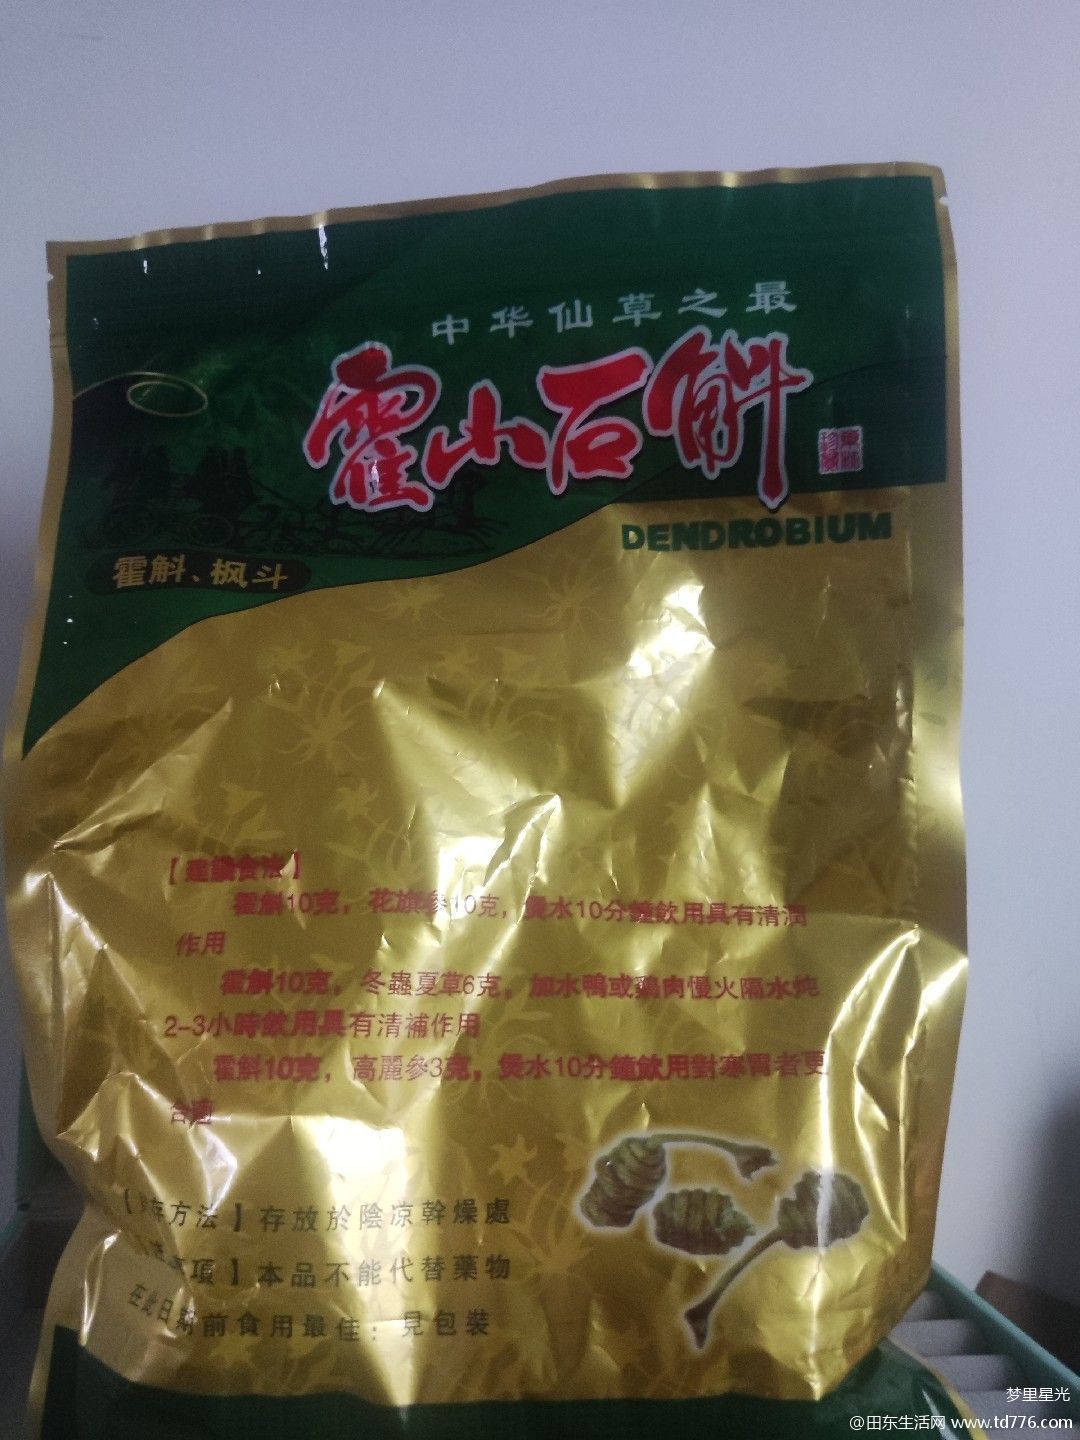 中华仙草之最
霍山石斛
DENDROBIUM
霍斛、枫斗
【建議食法】
霍斛10克，花旗參10克，煲水10分鐘飲用具有清潤
作用
霍斛10克，冬蟲夏草6克，加水鴨或鷄肉慢火隔水炖
2-3小時飲用具有清補作用
霍斛10克，高麗參3克，煲水10分鐘飲用對寒胃者更
合適
存方法】存放於陰凉幹燥處
項】本品不能代替藥物
在此日期前食用最佳：見包裝
梦里星光
@田东生活网 www.td776.com